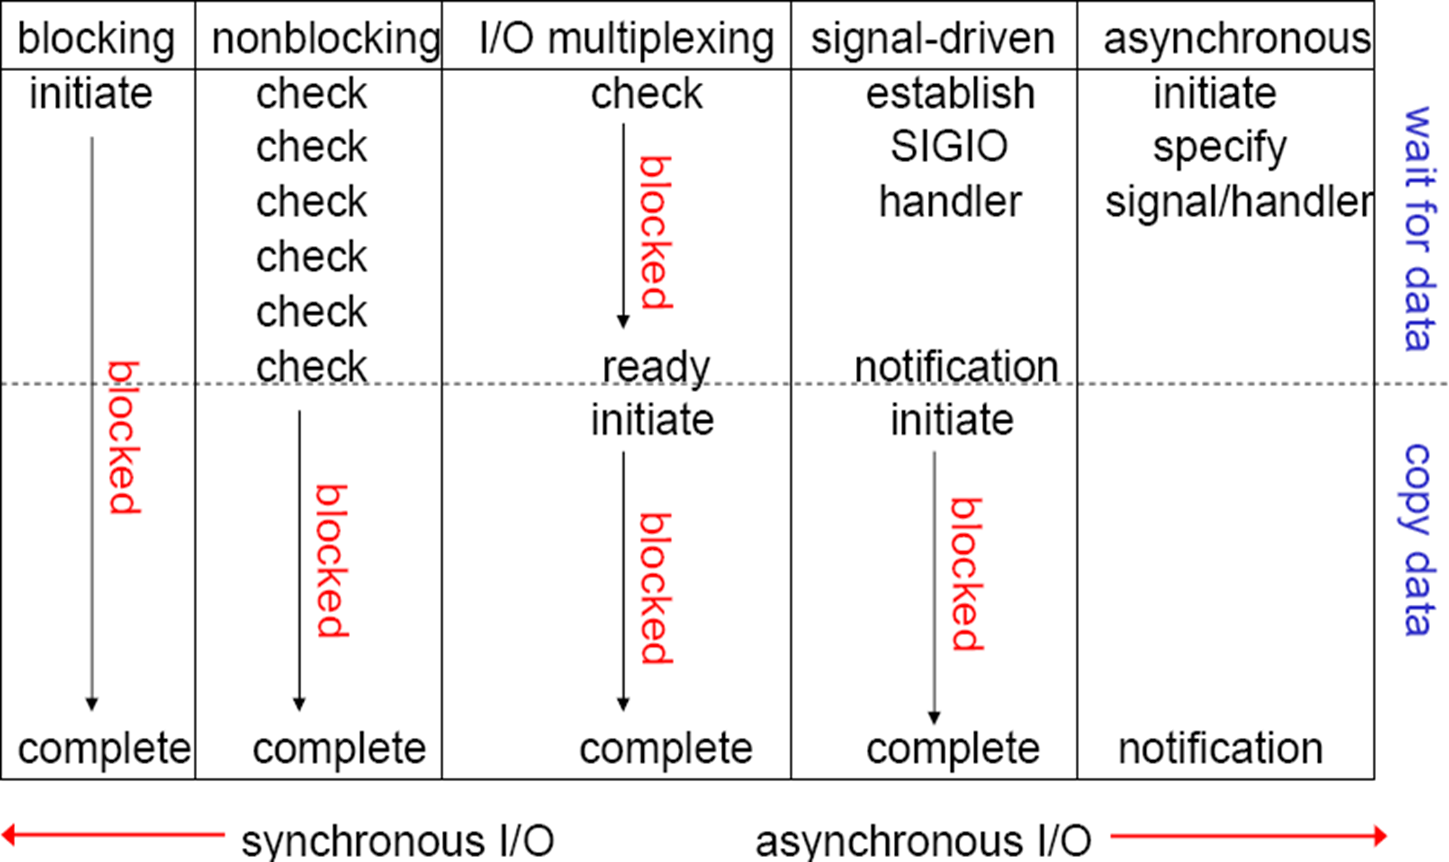 blocking nonblocking I/O multiplexing signal-driven asynchronous
initiate check check establish initiate
check SIGIO specify
check handler signal/handler
check
check
check ready notification
initiate initiate
complete complete complete complete notification
blocked
blocked
blocked
blocked
blocked
wait for data
copy data
synchronous I/O asynchronous I/O